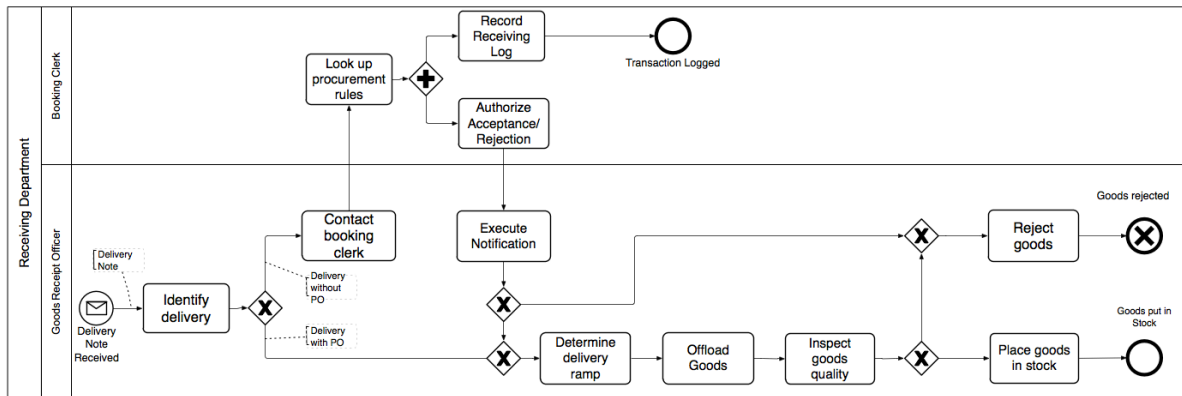 Receiving Department
Booking Clerk
Look up
procurement
rules
Record
Receiving
Log
Transaction Logged
Authorize
Acceptance/
Rejection
Goods Receipt Officer
Delivery
Note
Received
Delivery
Note
Identify
delivery
Delivery
without
PO
Delivery
with PO
Contact
booking
clerk
Execute
Notification
Determine
delivery
ramp
Offload
Goods
Inspect
goods
quality
Reject
goods
Goods rejected
Place goods
in stock
Goods put in
Stock